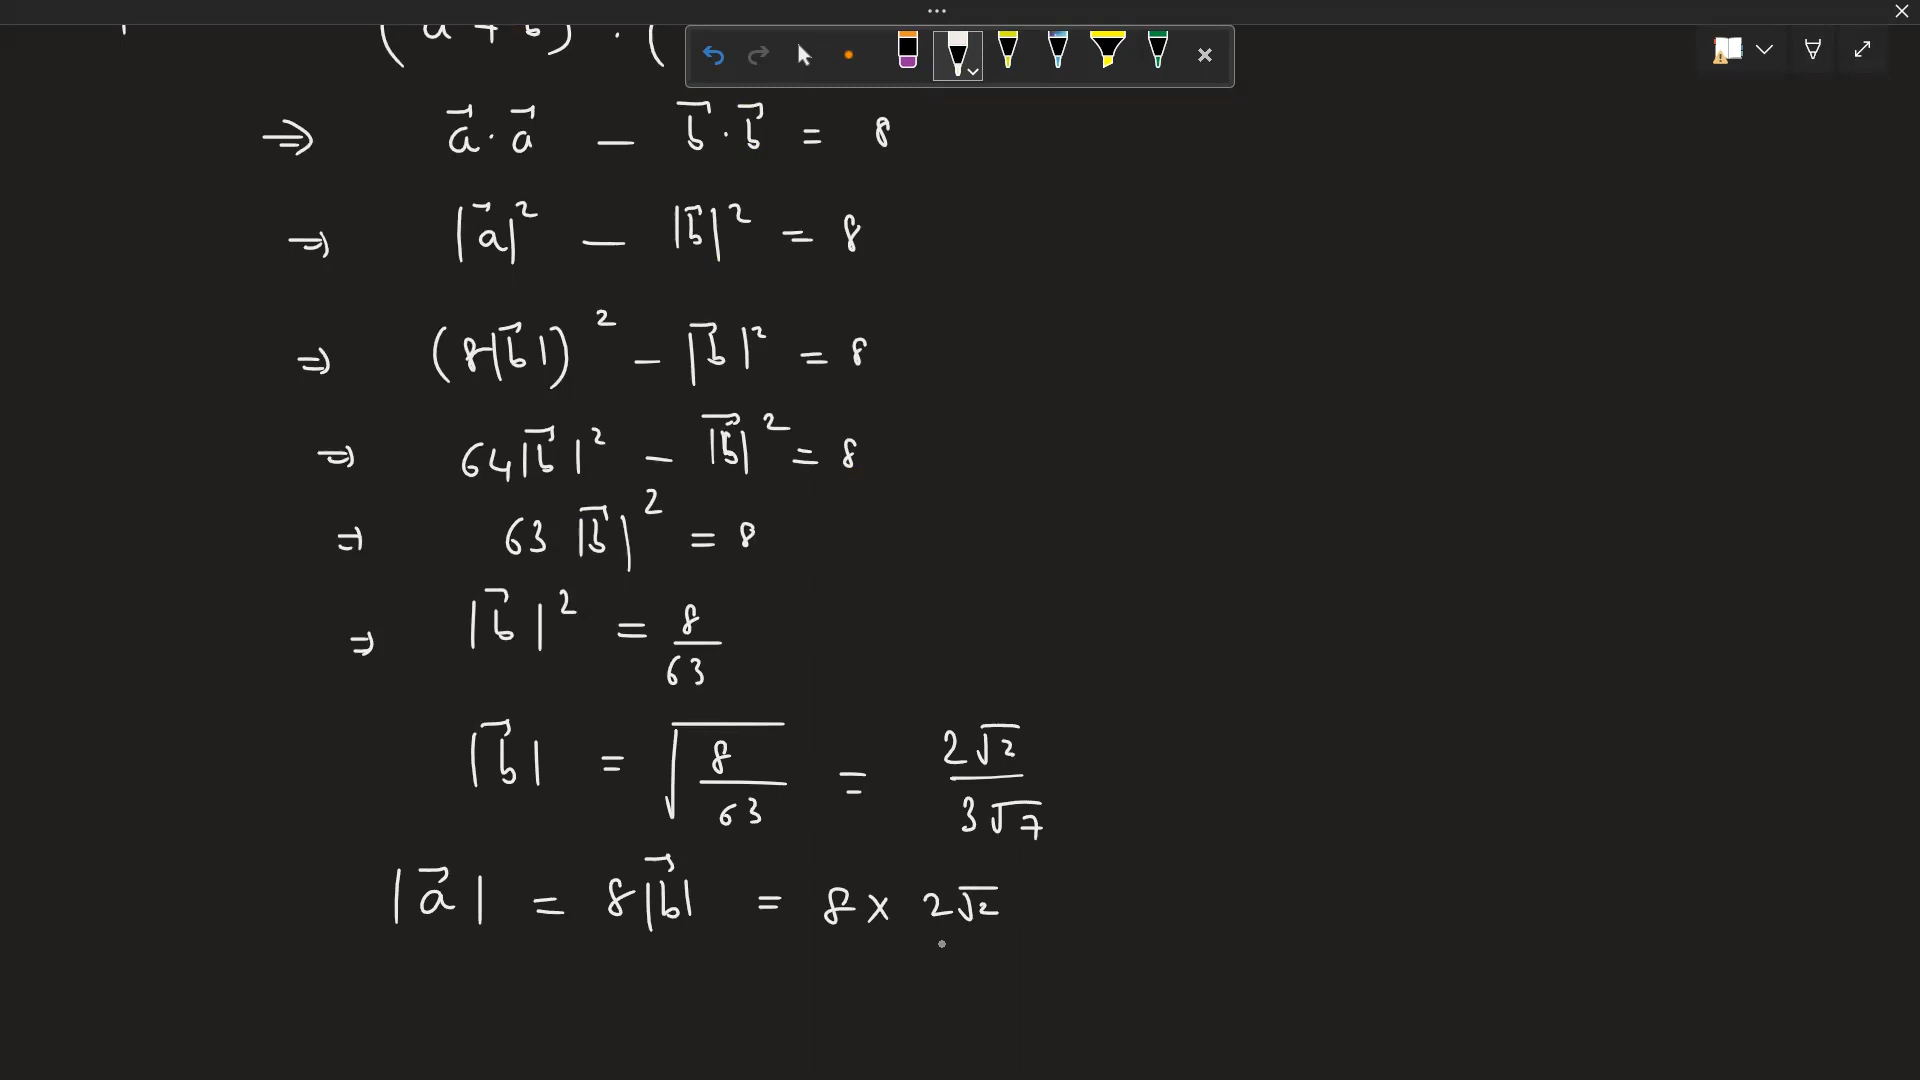 (a + b) · (
⇒ a⃗ · a⃗ — b⃗ · b⃗ = 8
⇒ |a⃗|² — |b⃗|² = 8
⇒ (8|b⃗|)² — |b⃗|² = 8
⇒ 64|b⃗|² — |b⃗|² = 8
⇒ 63 |b⃗|² = 8
⇒ |b⃗|² = 8/63
|b⃗| = √(8/63) = 2√2/3√7
|a⃗| = 8|b⃗| = 8 × 2√2